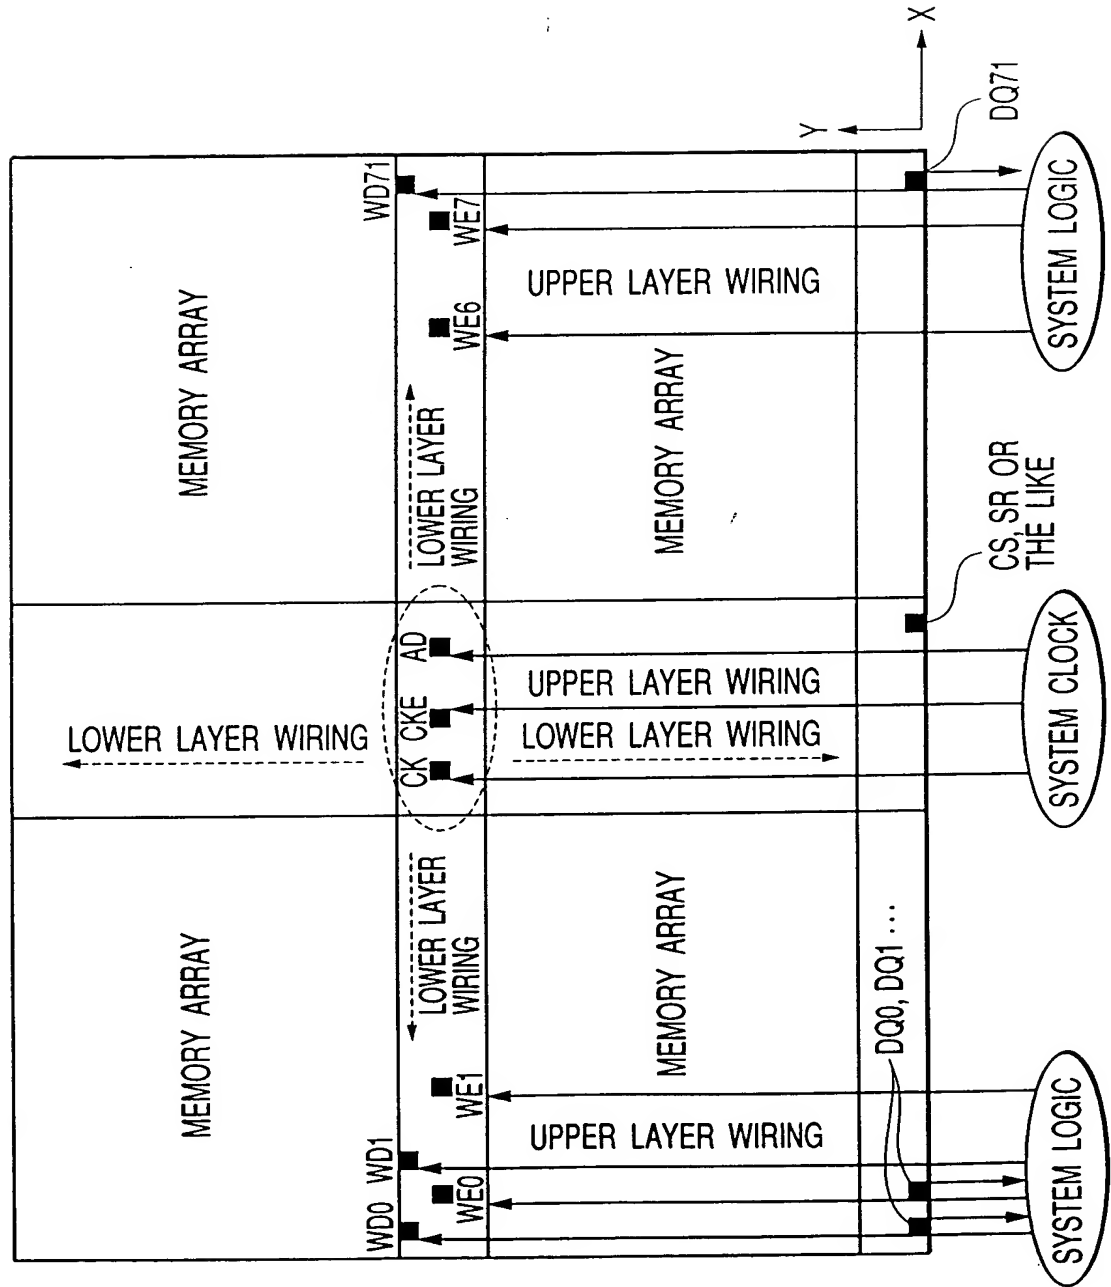 MEMORY ARRAY
LOWER LAYER WIRING
MEMORY ARRAY
WD0 WD1
CK CKE AD
WD71
LOWER LAYER
WIRING
LOWER LAYER
WIRING
WE0
WE1
WE6
WE7
UPPER LAYER WIRING
LOWER LAYER WIRING
UPPER LAYER WIRING
UPPER LAYER WIRING
MEMORY ARRAY
MEMORY ARRAY
Y
X
DQ0, DQ1 ...
CS, SR OR
THE LIKE
DQ71
SYSTEM LOGIC
SYSTEM CLOCK
SYSTEM LOGIC